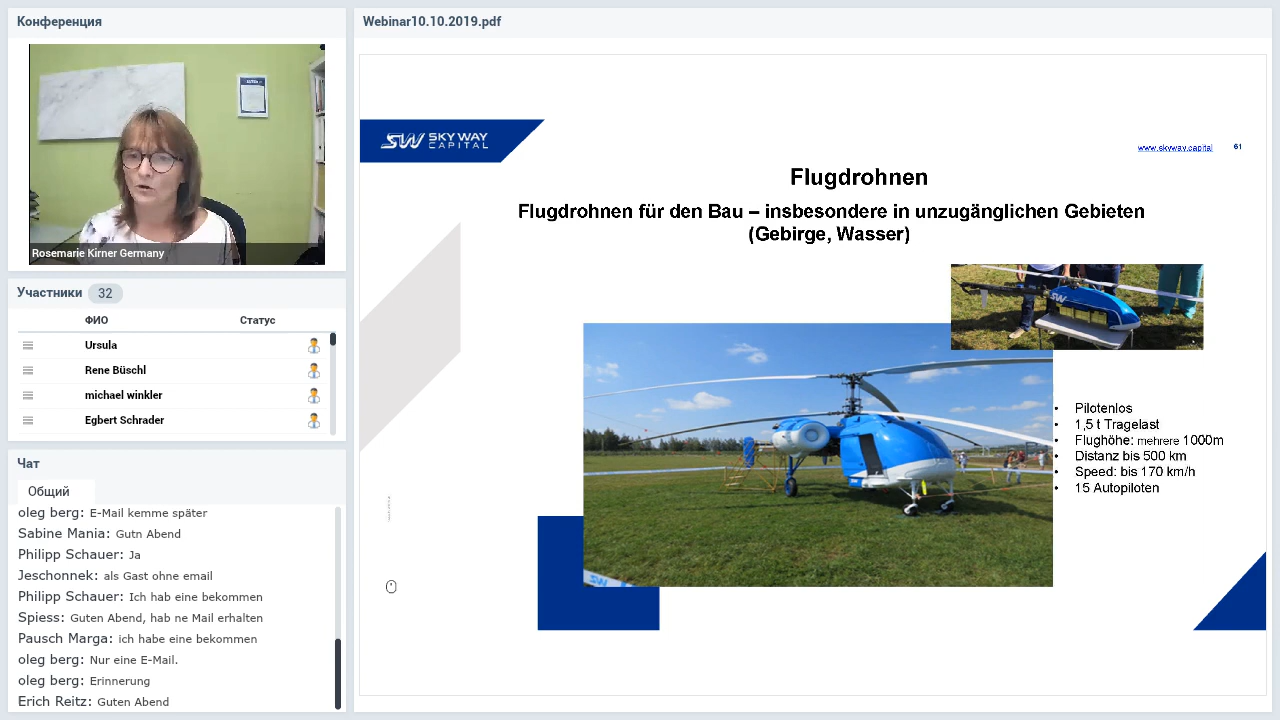 Конференция
Rosemarie Kirner Germany
Участники 32
ФИО Статус
Ursula
Rene Büschl
michael winkler
Egbert Schrader
Чат
Общий
oleg berg: E-Mail kemme später
Sabine Mania: Gutn Abend
Philipp Schauer: Ja
Jeschonnek: als Gast ohne email
Philipp Schauer: Ich hab eine bekommen
Spiess: Guten Abend, hab ne Mail erhalten
Pausch Marga: ich habe eine bekommen
oleg berg: Nur eine E-Mail.
oleg berg: Erinnerung
Erich Reitz: Guten Abend
Webinar10.10.2019.pdf
SW SKY WAY
CAPITAL
www.skyway.capital 61
Flugdrohnen
Flugdrohnen für den Bau – insbesondere in unzugänglichen Gebieten
(Gebirge, Wasser)
SW
• Pilotenlos
• 1,5 t Tragelast
• Flughöhe: mehrere 1000m
• Distanz bis 500 km
• Speed: bis 170 km/h
• 15 Autopiloten
SW